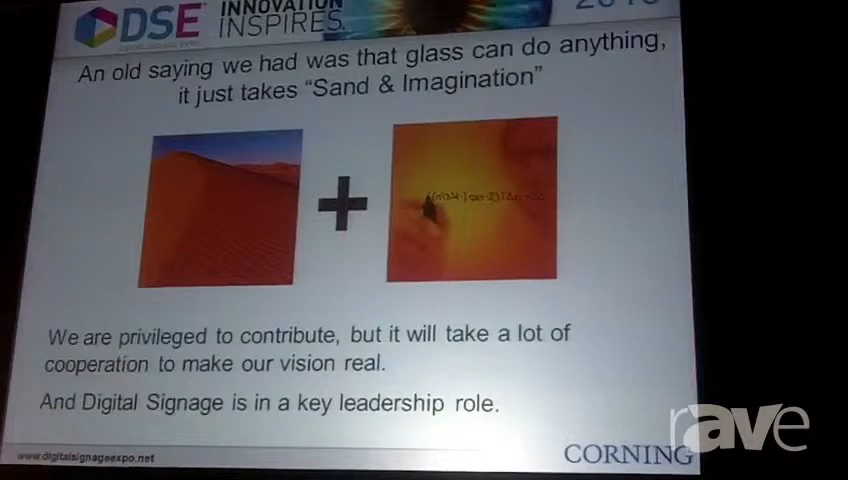 DSE INNOVATION
INSPIRES.
An old saying we had was that glass can do anything,
it just takes "Sand & Imagination"
+
We are privileged to contribute, but it will take a lot of
cooperation to make our vision real.
And Digital Signage is in a key leadership role.
www.digitalsignageexpo.net
CORNING
rave